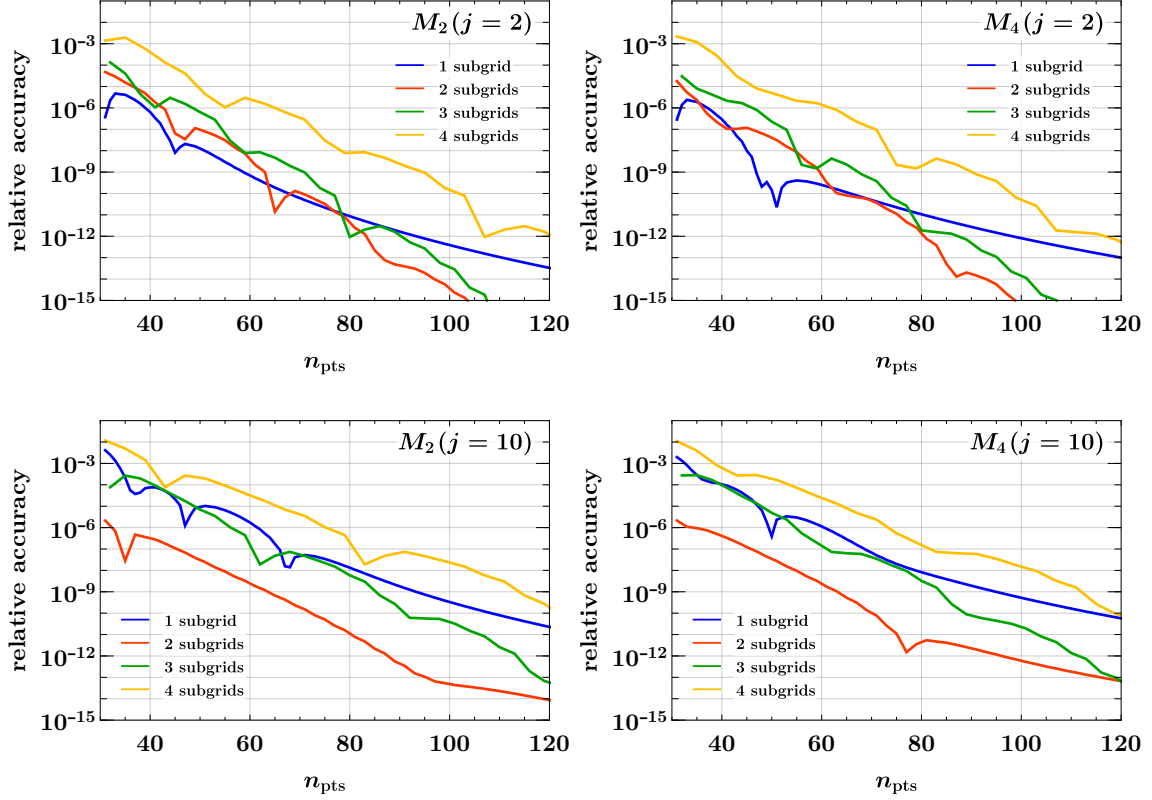 M₂(j = 2)
relative accuracy
10⁻³
10⁻⁶
10⁻⁹
10⁻¹²
10⁻¹⁵
1 subgrid
2 subgrids
3 subgrids
4 subgrids
40 60 80 100 120
n_pts
M₄(j = 2)
relative accuracy
10⁻³
10⁻⁶
10⁻⁹
10⁻¹²
10⁻¹⁵
1 subgrid
2 subgrids
3 subgrids
4 subgrids
40 60 80 100 120
n_pts
M₂(j = 10)
relative accuracy
10⁻³
10⁻⁶
10⁻⁹
10⁻¹²
10⁻¹⁵
1 subgrid
2 subgrids
3 subgrids
4 subgrids
40 60 80 100 120
n_pts
M₄(j = 10)
relative accuracy
10⁻³
10⁻⁶
10⁻⁹
10⁻¹²
10⁻¹⁵
1 subgrid
2 subgrids
3 subgrids
4 subgrids
40 60 80 100 120
n_pts